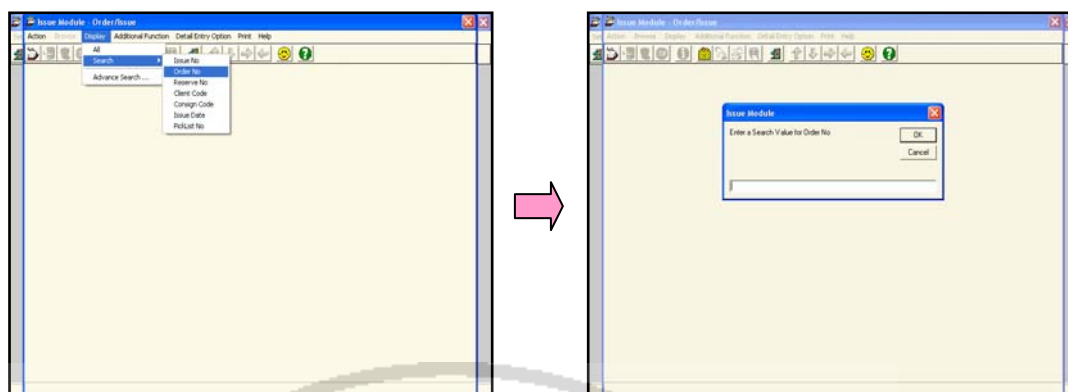 Issue Module - Order/Issue
Action Browse Display Additional Function Detail Entry Option Print Help
All
Search
Advance Search ...
Issue No
Order No
Reserve No
Client Code
Consign Code
Issue Date
PickList No
Issue Module - Order/Issue
Action Browse Display Additional Function Detail Entry Option Print Help
Issue Module
Enter a Search Value for Order No
OK
Cancel